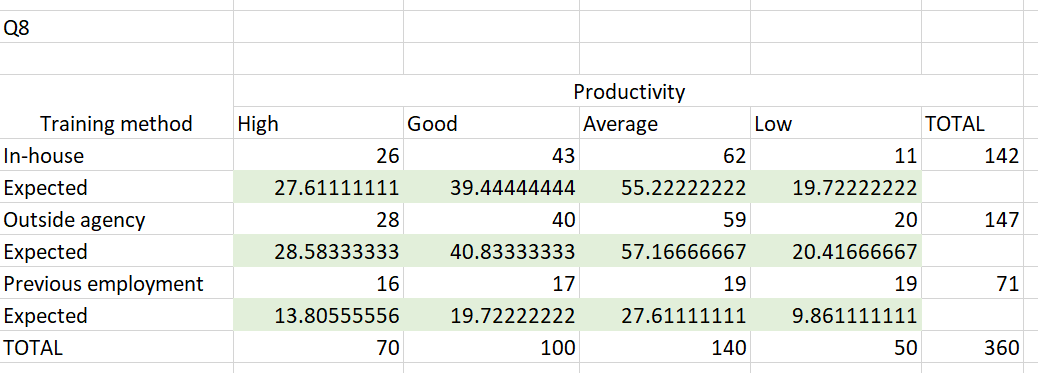 Q8
Productivity
Training method High Good Average Low TOTAL
In-house 26 43 62 11 142
Expected 27.61111111 39.44444444 55.22222222 19.72222222
Outside agency 28 40 59 20 147
Expected 28.58333333 40.83333333 57.16666667 20.41666667
Previous employment 16 17 19 19 71
Expected 13.80555556 19.72222222 27.61111111 9.861111111
TOTAL 70 100 140 50 360